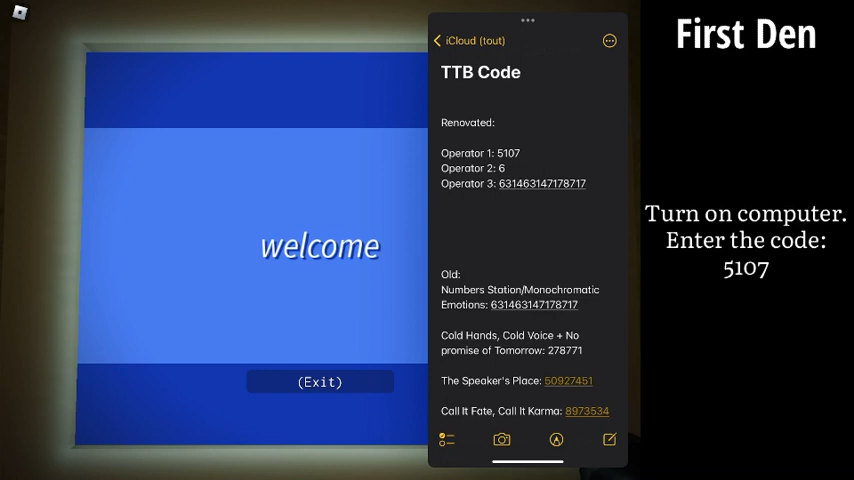 welcome
(Exit)
iCloud (tout)
TTB Code
Renovated:
Operator 1: 5107
Operator 2: 6
Operator 3: 631463147178717
Old:
Numbers Station/Monochromatic
Emotions: 631463147178717
Cold Hands, Cold Voice + No
promise of Tomorrow: 278771
The Speaker's Place: 50927451
Call It Fate, Call It Karma: 8973534
First Den
Turn on computer.
Enter the code:
5107